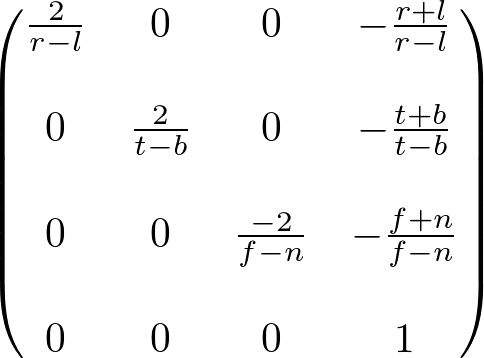 2/(r−l) 0 0 −(r+l)/(r−l)
0 2/(t−b) 0 −(t+b)/(t−b)
0 0 −2/(f−n) −(f+n)/(f−n)
0 0 0 1